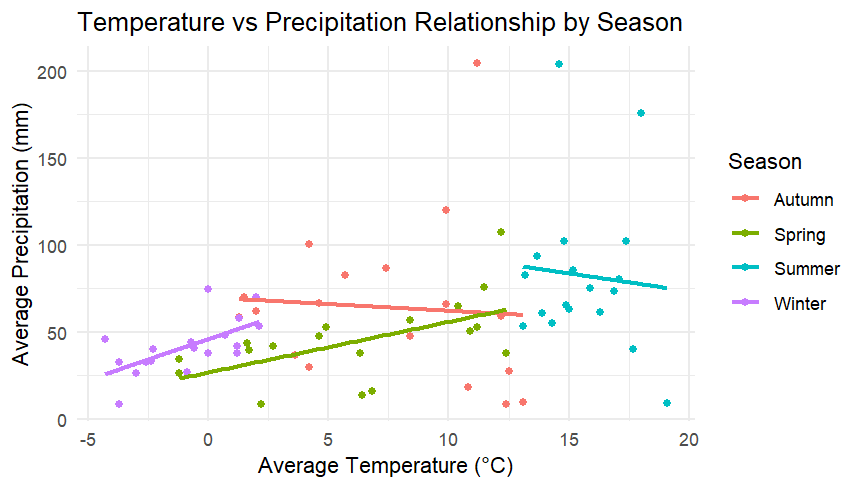 Temperature vs Precipitation Relationship by Season
Average Precipitation (mm)
200
150
100
50
0
-5
0
5
10
15
20
Average Temperature (°C)
Season
Autumn
Spring
Summer
Winter